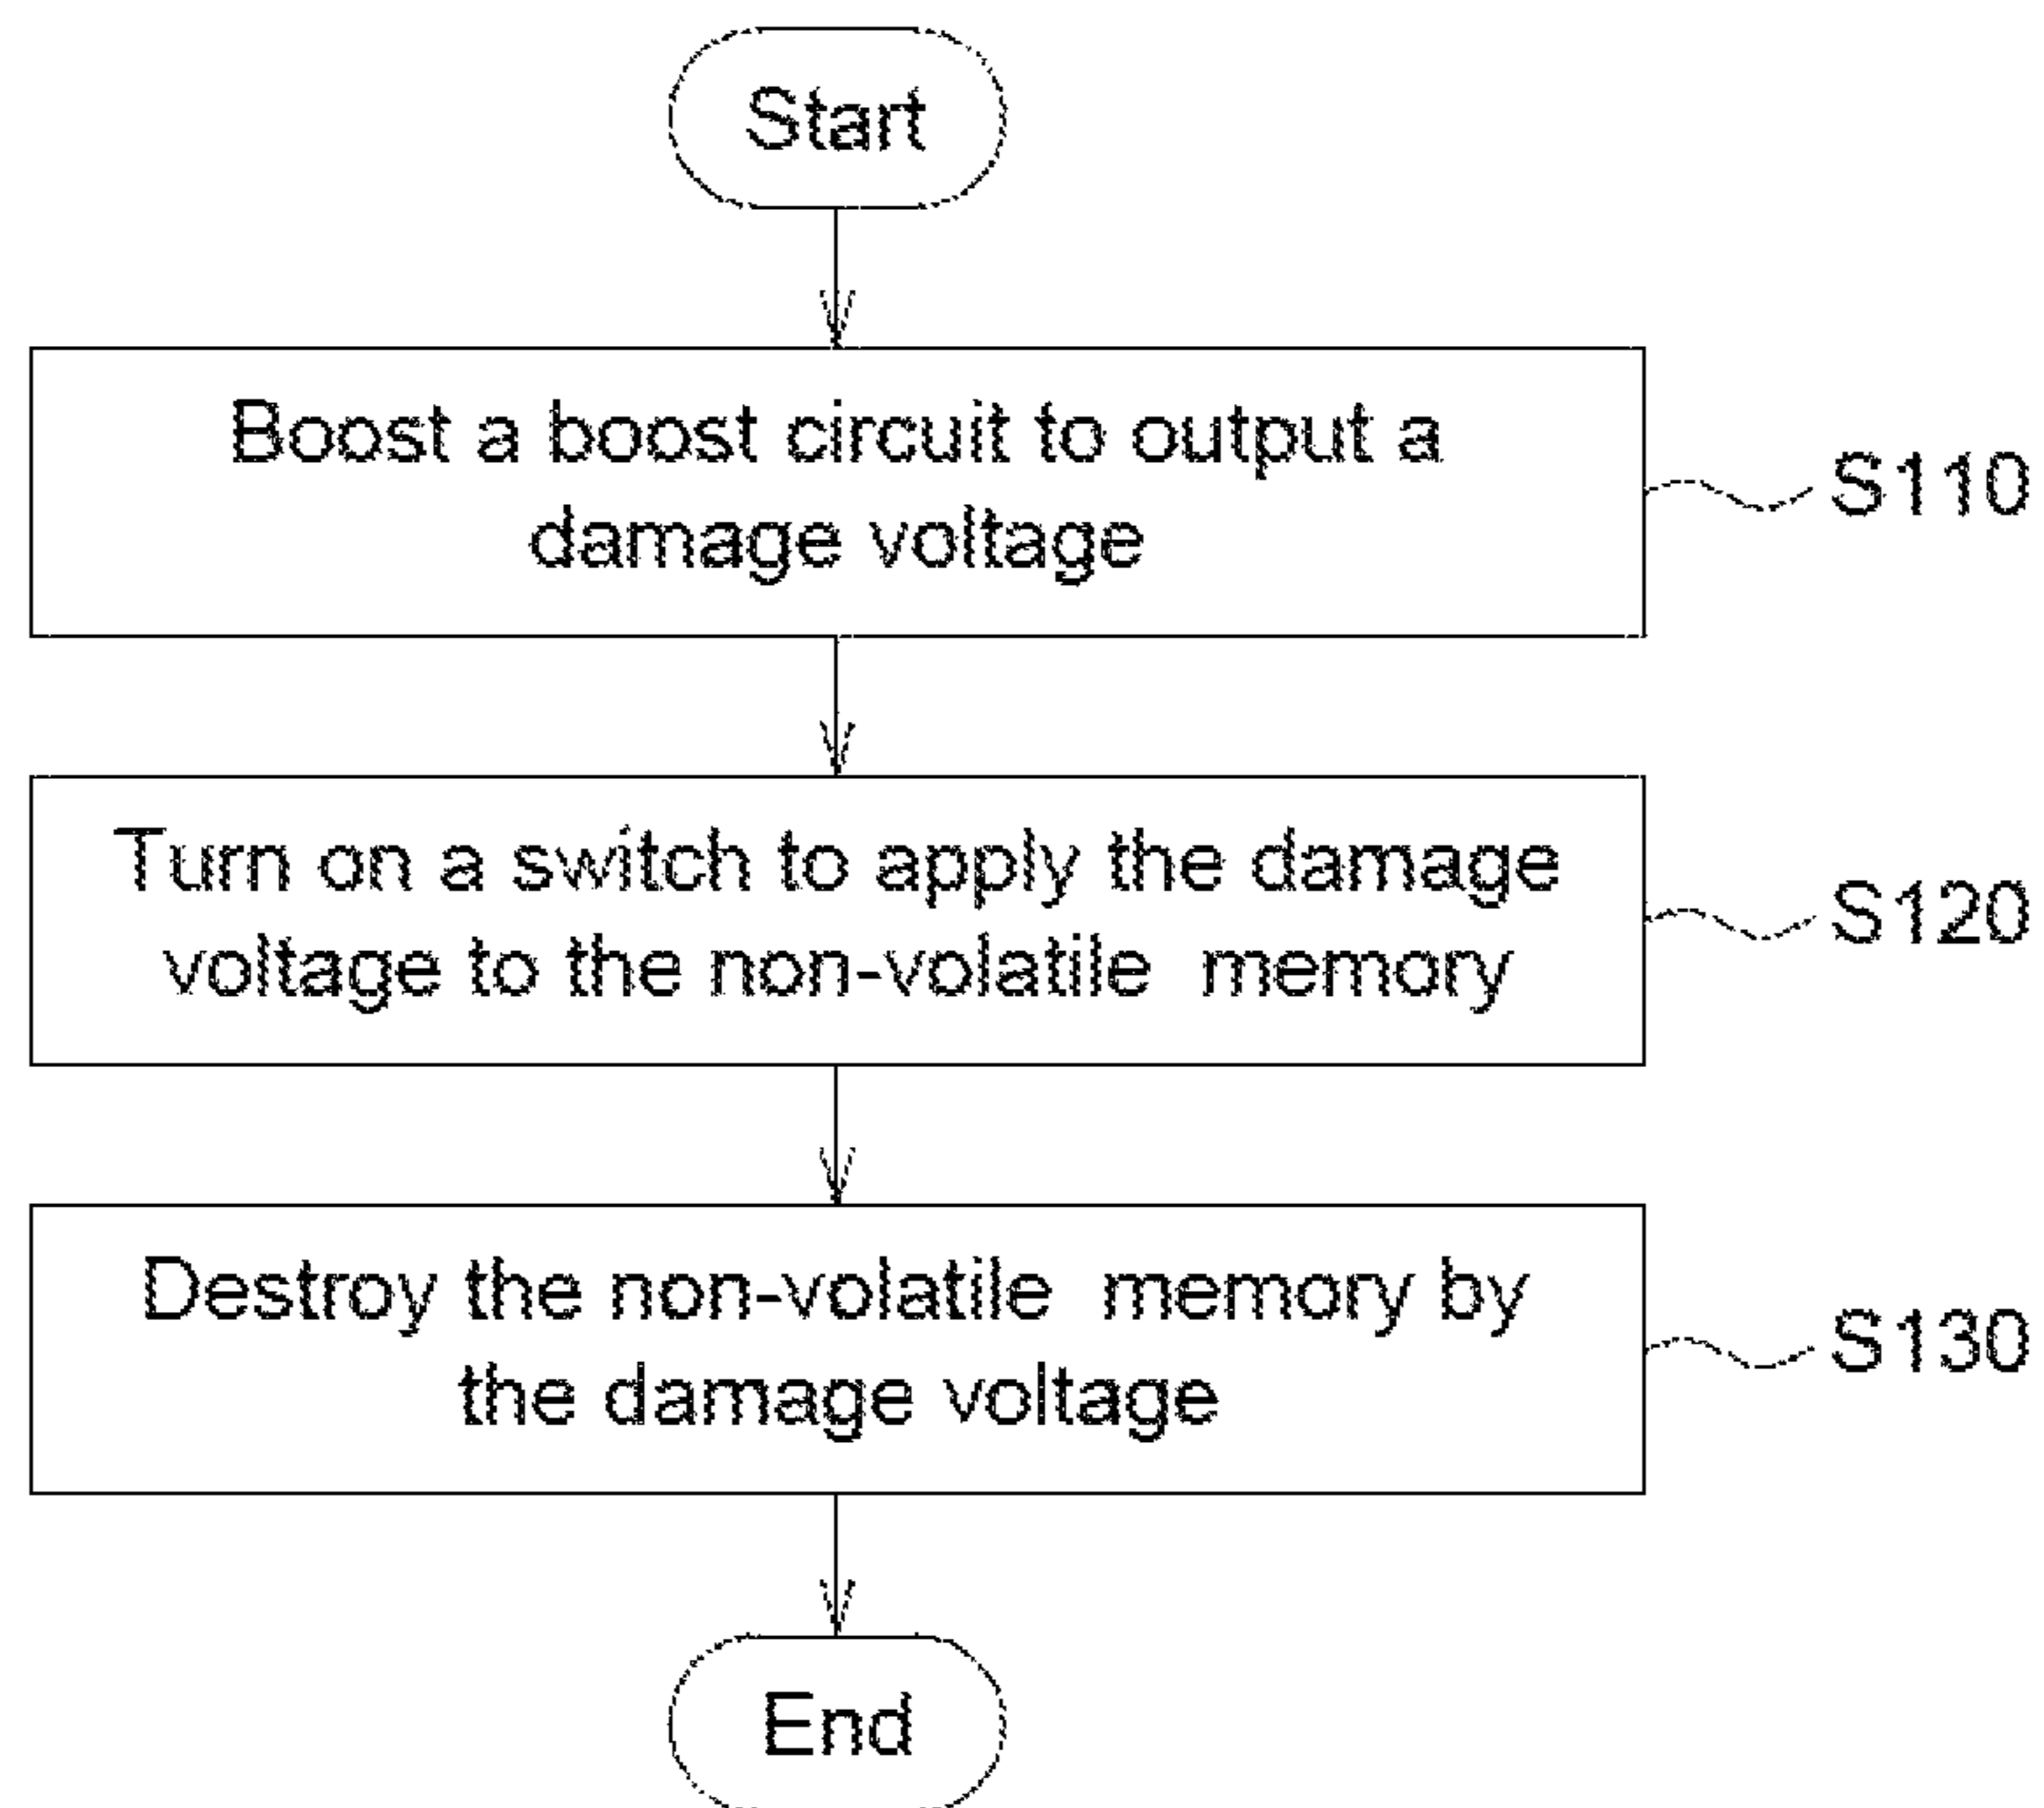 Start
Boost a boost circuit to output a
damage voltage
S110
Turn on a switch to apply the damage
voltage to the non-volatile memory
S120
Destroy the non-volatile memory by
the damage voltage
S130
End